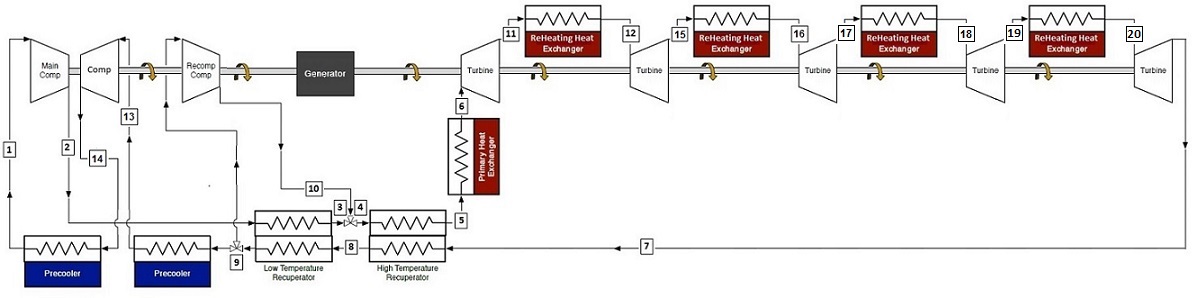 ReHeating Heat
Exchanger
ReHeating Heat
Exchanger
ReHeating Heat
Exchanger
ReHeating Heat
Exchanger
11
12
15
16
17
18
19
20
Main
Comp
Comp
Recomp
Comp
Generator
Turbine
Turbine
Turbine
Turbine
Turbine
6
13
1
2
14
Primary Heat
Exchanger
10
3
4
5
7
8
9
Precooler
Precooler
Low Temperature
Recuperator
High Temperature
Recuperator